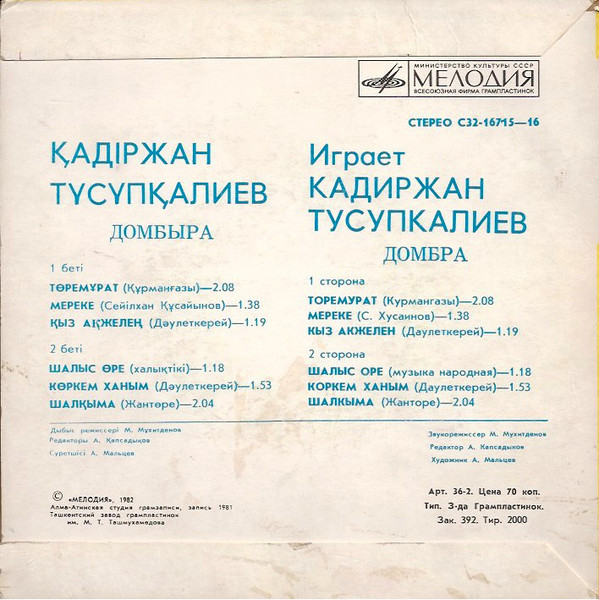 МИНИСТЕРСТВО КУЛЬТУРЫ СССР
МЕЛОДИЯ
ВСЕСОЮЗНАЯ ФИРМА ГРАМПЛАСТИНОК
СТЕРЕО С32-16715—16
ҚАДІРЖАН
ТҮСҮПҚАЛИЕВ
ДОМБЫРА
1 беті
ТӨРЕМҰРАТ (Құрманғазы)—2.08
МЕРЕКЕ (Сейілхан Құсайынов)—1.38
ҚЫЗ АҚЖЕЛЕҢ (Дәулеткерей)—1.19
2 беті
ШАЛЫС ӨРЕ (халықтікі)—1.18
КӨРКЕМ ХАНЫМ (Дәулеткерей)—1.53
ШАЛҚЫМА (Жантөре)—2.04
Дыбыс режиссері М. Мұхитденов
Редакторы А. Қапсадықов
Суретшісі А. Мальцев
Играет
КАДИРЖАН
ТУСУПКАЛИЕВ
ДОМБРА
1 сторона
ТОРЕМУРАТ (Курмангазы)—2.08
МЕРЕКЕ (С. Хусаинов)—1.38
КЫЗ АКЖЕЛЕН (Даулеткерей)—1.19
2 сторона
ШАЛЫС ОРЕ (музыка народная)—1.18
КОРКЕМ ХАНЫМ (Даулеткерей)—1.53
ШАЛКЫМА (Жанторе)—2.04
Звукорежиссер М. Мухитденов
Редактор А. Капсадыков
Художник А. Мальцев
© «МЕЛОДИЯ», 1982
Алма-Атинская студия грамзаписи, запись 1981
Ташкентский завод грампластинок
им. М. Т. Ташмухамедова
Арт. 36-2. Цена 70 коп.
Тип. З-да Грампластинок.
Зак. 392. Тир. 2000